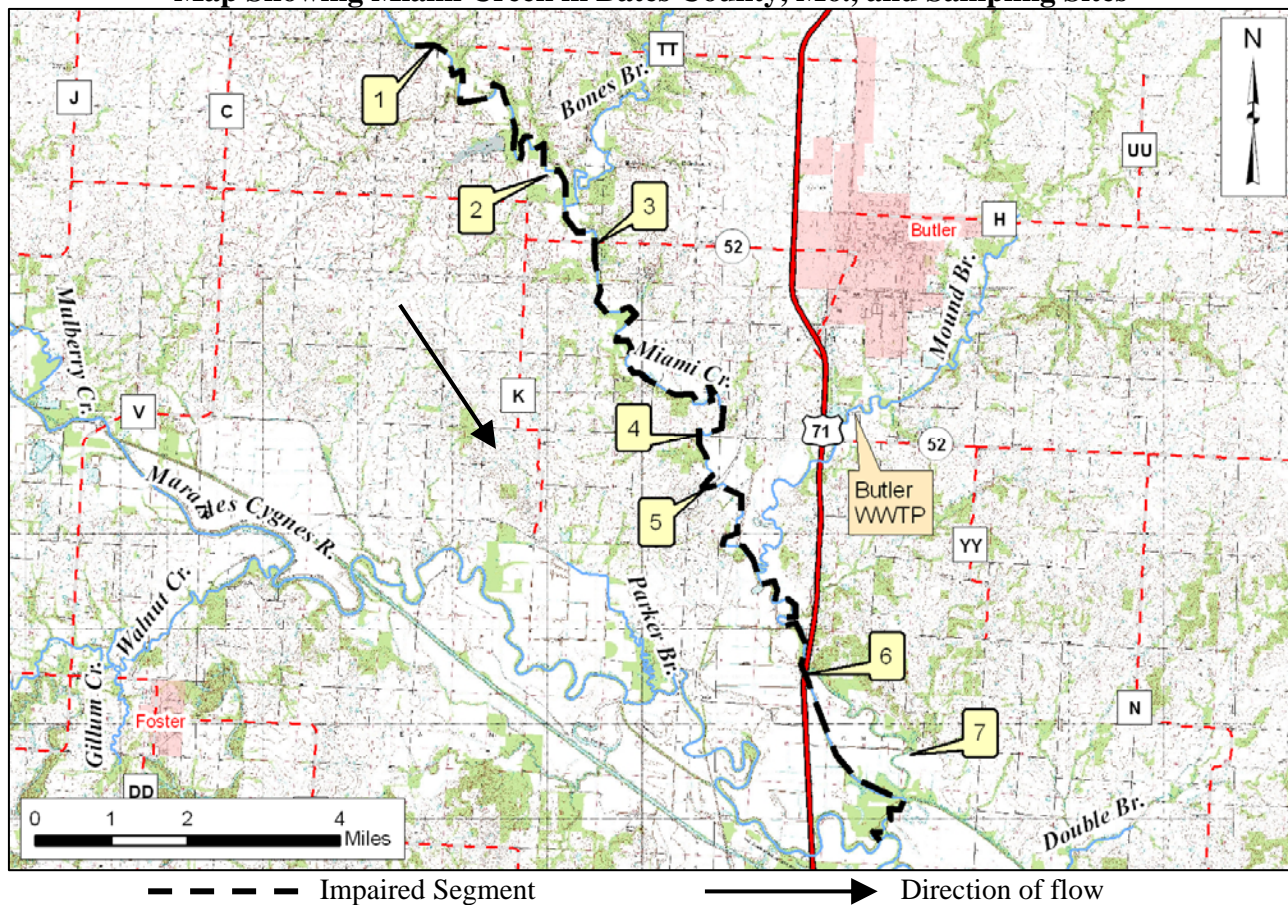 Map Showing Miami Creek in Bates County, Mo., and Sampling Sites
N
TT
J
C
1
Bones Br.
UU
2
3
H
Butler
52
Mound Br.
Mulberry Cr.
Miami Cr.
K
V
4
71
52
Marais des Cygnes R.
5
Butler
WWTP
YY
Walnut Cr.
Parker Br.
Gillum Cr.
6
Foster
N
7
DD
0 1 2 4
Miles
Double Br.
Impaired Segment
Direction of flow